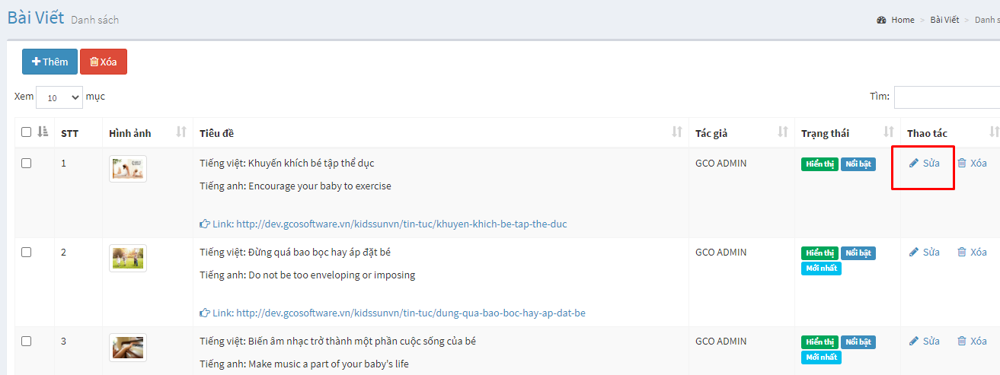 Bài Viết Danh sách
Home > Bài Viết > Danh s
Thêm Xóa
Xem 10 mục
Tìm:
STT Hình ảnh Tiêu đề Tác giả Trạng thái Thao tác
1 Tiếng việt: Khuyến khích bé tập thể dục GCO ADMIN Hiển thị Nổi bật Sửa Xóa
Tiếng anh: Encourage your baby to exercise
Link: http://dev.gcosoftware.vn/kidssunvn/tin-tuc/khuyen-khich-be-tap-the-duc
2 Tiếng việt: Đừng quá bao bọc hay áp đặt bé GCO ADMIN Hiển thị Nổi bật Sửa Xóa
Mới nhất
Tiếng anh: Do not be too enveloping or imposing
Link: http://dev.gcosoftware.vn/kidssunvn/tin-tuc/dung-qua-bao-boc-hay-ap-dat-be
3 Tiếng việt: Biến âm nhạc trở thành một phần cuộc sống của bé GCO ADMIN Hiển thị Nổi bật Sửa Xóa
Mới nhất
Tiếng anh: Make music a part of your baby's life